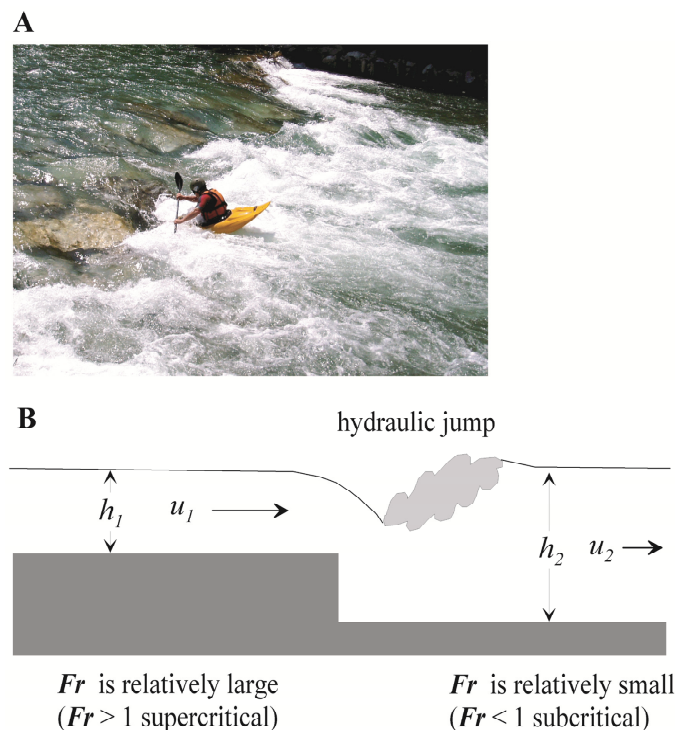 A
B
hydraulic jump
h1
u1
h2
u2
Fr is relatively large
(Fr > 1 supercritical)
Fr is relatively small
(Fr < 1 subcritical)